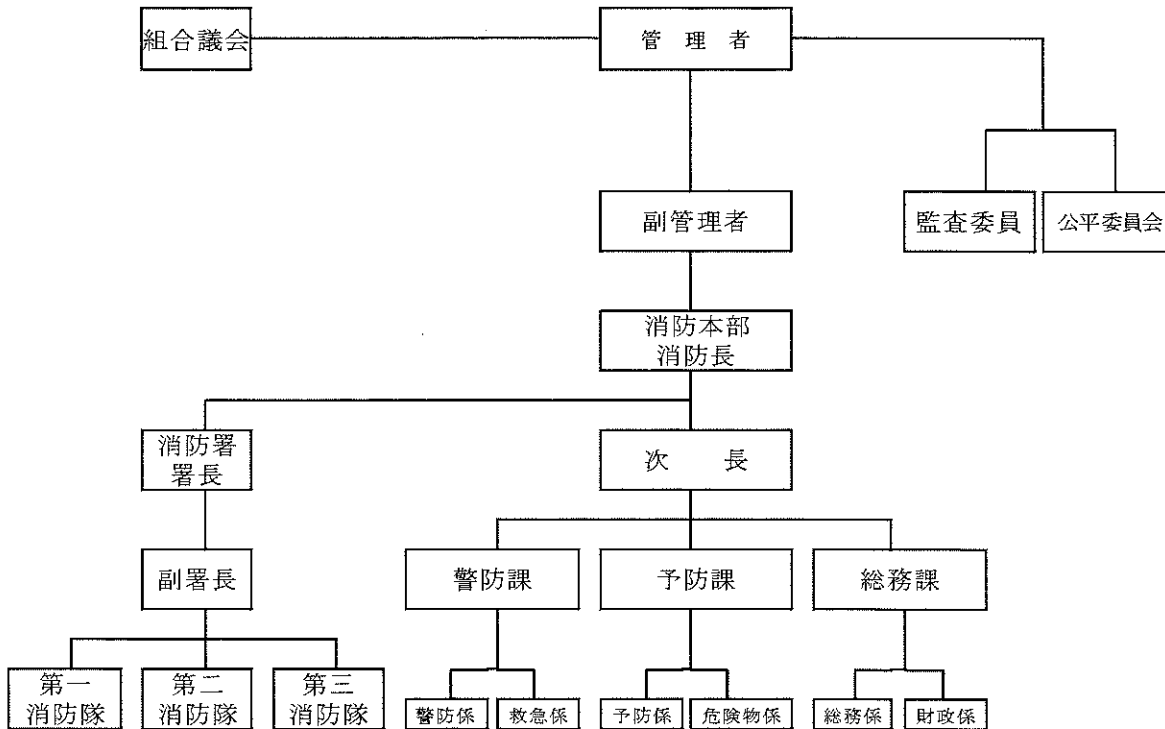 組合議会
管理者
副管理者
監査委員
公平委員会
消防本部
消防長
消防署
署長
次長
副署長
警防課
予防課
総務課
第一
消防隊
第二
消防隊
第三
消防隊
警防係
救急係
予防係
危険物係
総務係
財政係